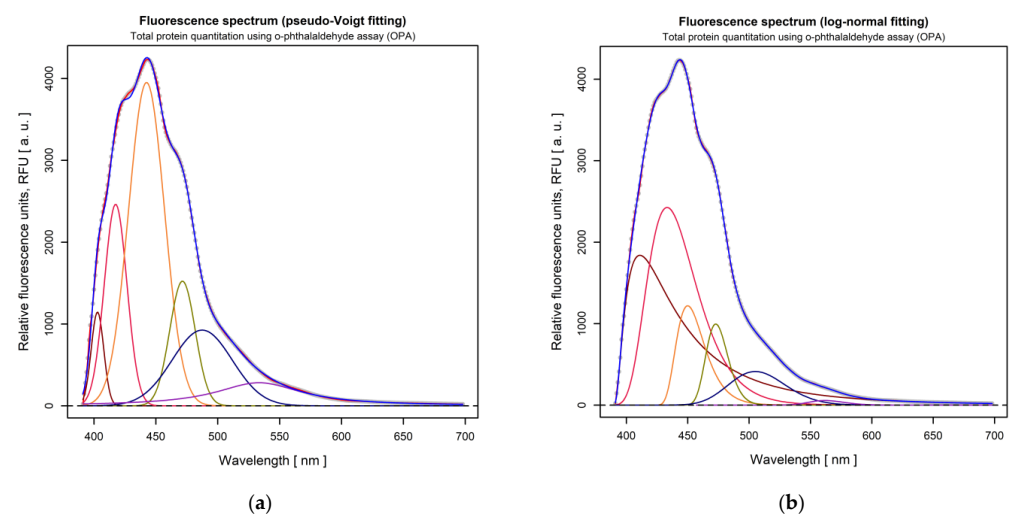 Fluorescence spectrum (pseudo-Voigt fitting)
Total protein quantitation using o-phthalaldehyde assay (OPA)
Relative fluorescence units, RFU [ a. u. ]
4000
3000
2000
1000
0
400 450 500 550 600 650 700
Wavelength [ nm ]
(a)
Fluorescence spectrum (log-normal fitting)
Total protein quantitation using o-phthalaldehyde assay (OPA)
Relative fluorescence units, RFU [ a. u. ]
4000
3000
2000
1000
0
400 450 500 550 600 650 700
Wavelength [ nm ]
(b)